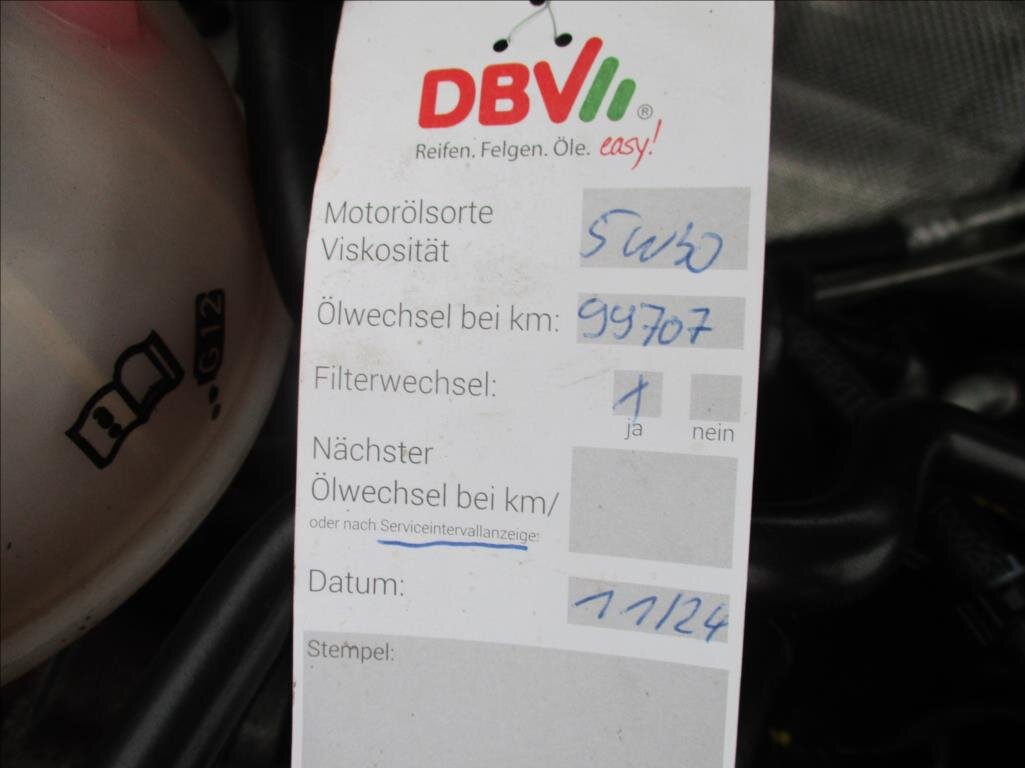 DBV®
Reifen. Felgen. Öle. easy!
Motorölsorte
Viskosität
5W30
Ölwechsel bei km: 99707
Filterwechsel: 1
ja nein
Nächster
Ölwechsel bei km/
oder nach Serviceintervallanzeige:
Datum: 11/24
Stempel:
G12